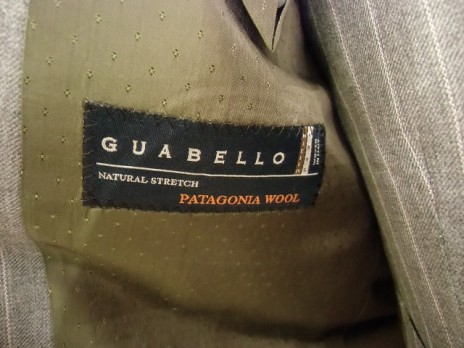 GUABELLO
NATURAL STRETCH
PATAGONIA WOOL